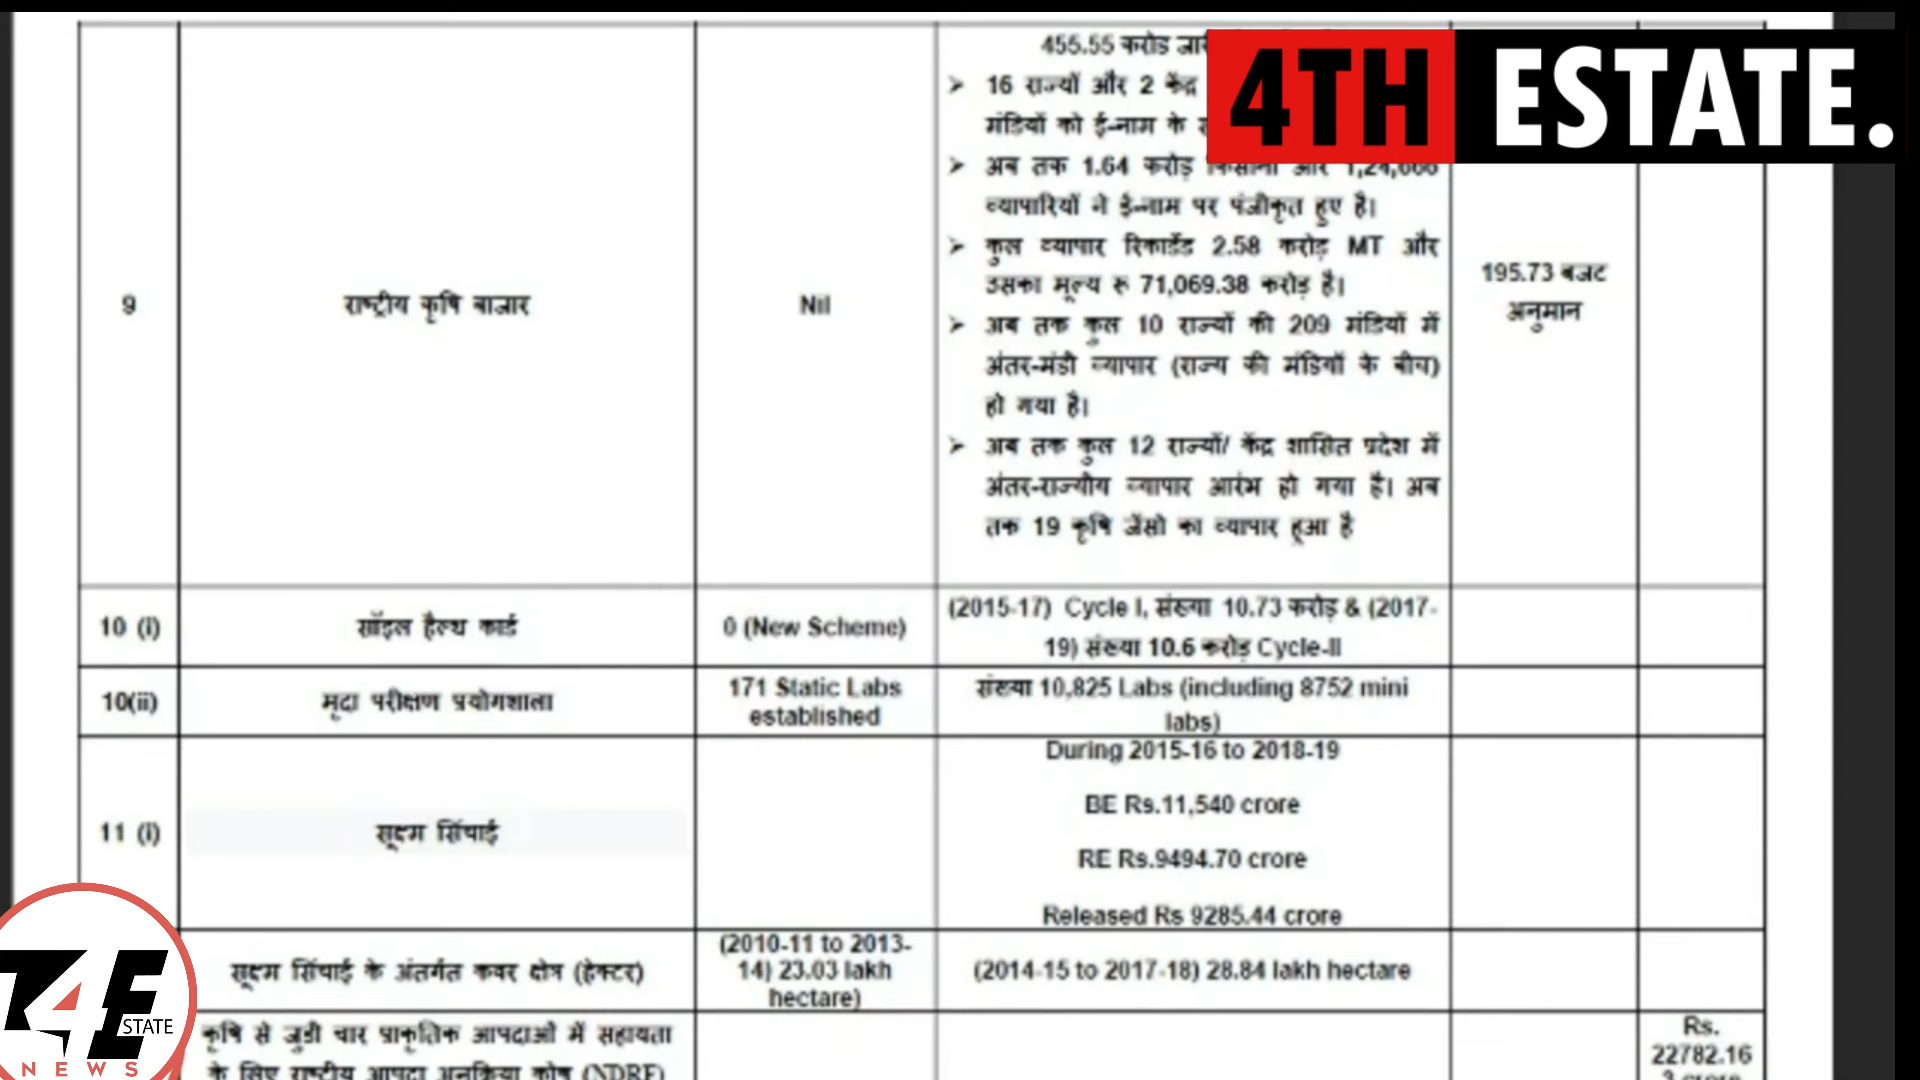 455.55 करोड
16 राज्यों और 2 केंद्र
मंडियों को ई-नाम के
4TH ESTATE.
अब तक 1.64 करोड़ किसानों और
व्यापारियों ने ई-नाम पर पंजीकृत हुए है।
कुल व्यापार रिकार्डेड 2.58 करोड़ MT और
उसका मूल्य रू 71,069.38 करोड़ है।
अब तक कुल 10 राज्यों की 209 मंडियों में
अंतर-मंडी व्यापार (राज्य की मंडियों के बीच)
हो गया है।
अब तक कुल 12 राज्यों/ केंद्र शासित प्रदेश में
अंतर-राज्यीय व्यापार आरंभ हो गया है। अब
तक 19 कृषि जेंसो का व्यापार हूआ है
9
राष्ट्रीय कृषि बाजार
Nil
195.73 बजट
अनुमान
10 (i)
सॉइल हैल्थ कार्ड
0 (New Scheme)
(2015-17) Cycle I, संख्या 10.73 करोड़ & (2017-
19) संख्या 10.6 करोड़ Cycle-II
10(ii)
मृदा परीक्षण प्रयोगशाला
171 Static Labs
established
संख्या 10,825 Labs (including 8752 mini
labs)
11 (i)
सूक्ष्म सिंचाई
During 2015-16 to 2018-19
BE Rs.11,540 crore
RE Rs.9494.70 crore
Released Rs 9285.44 crore
सूक्ष्म सिंचाई के अंतर्गत कवर क्षेत्र (हेक्टर)
(2010-11 to 2013-
14) 23.03 lakh
hectare)
(2014-15 to 2017-18) 28.84 lakh hectare
कृषि से जुडी चार प्राकृतिक आपदाओं में सहायता
के लिए राष्ट्रीय आपदा अनुक्रिया कोष (NDRF)
Rs.
22782.16
T4E
ESTATE
NEWS